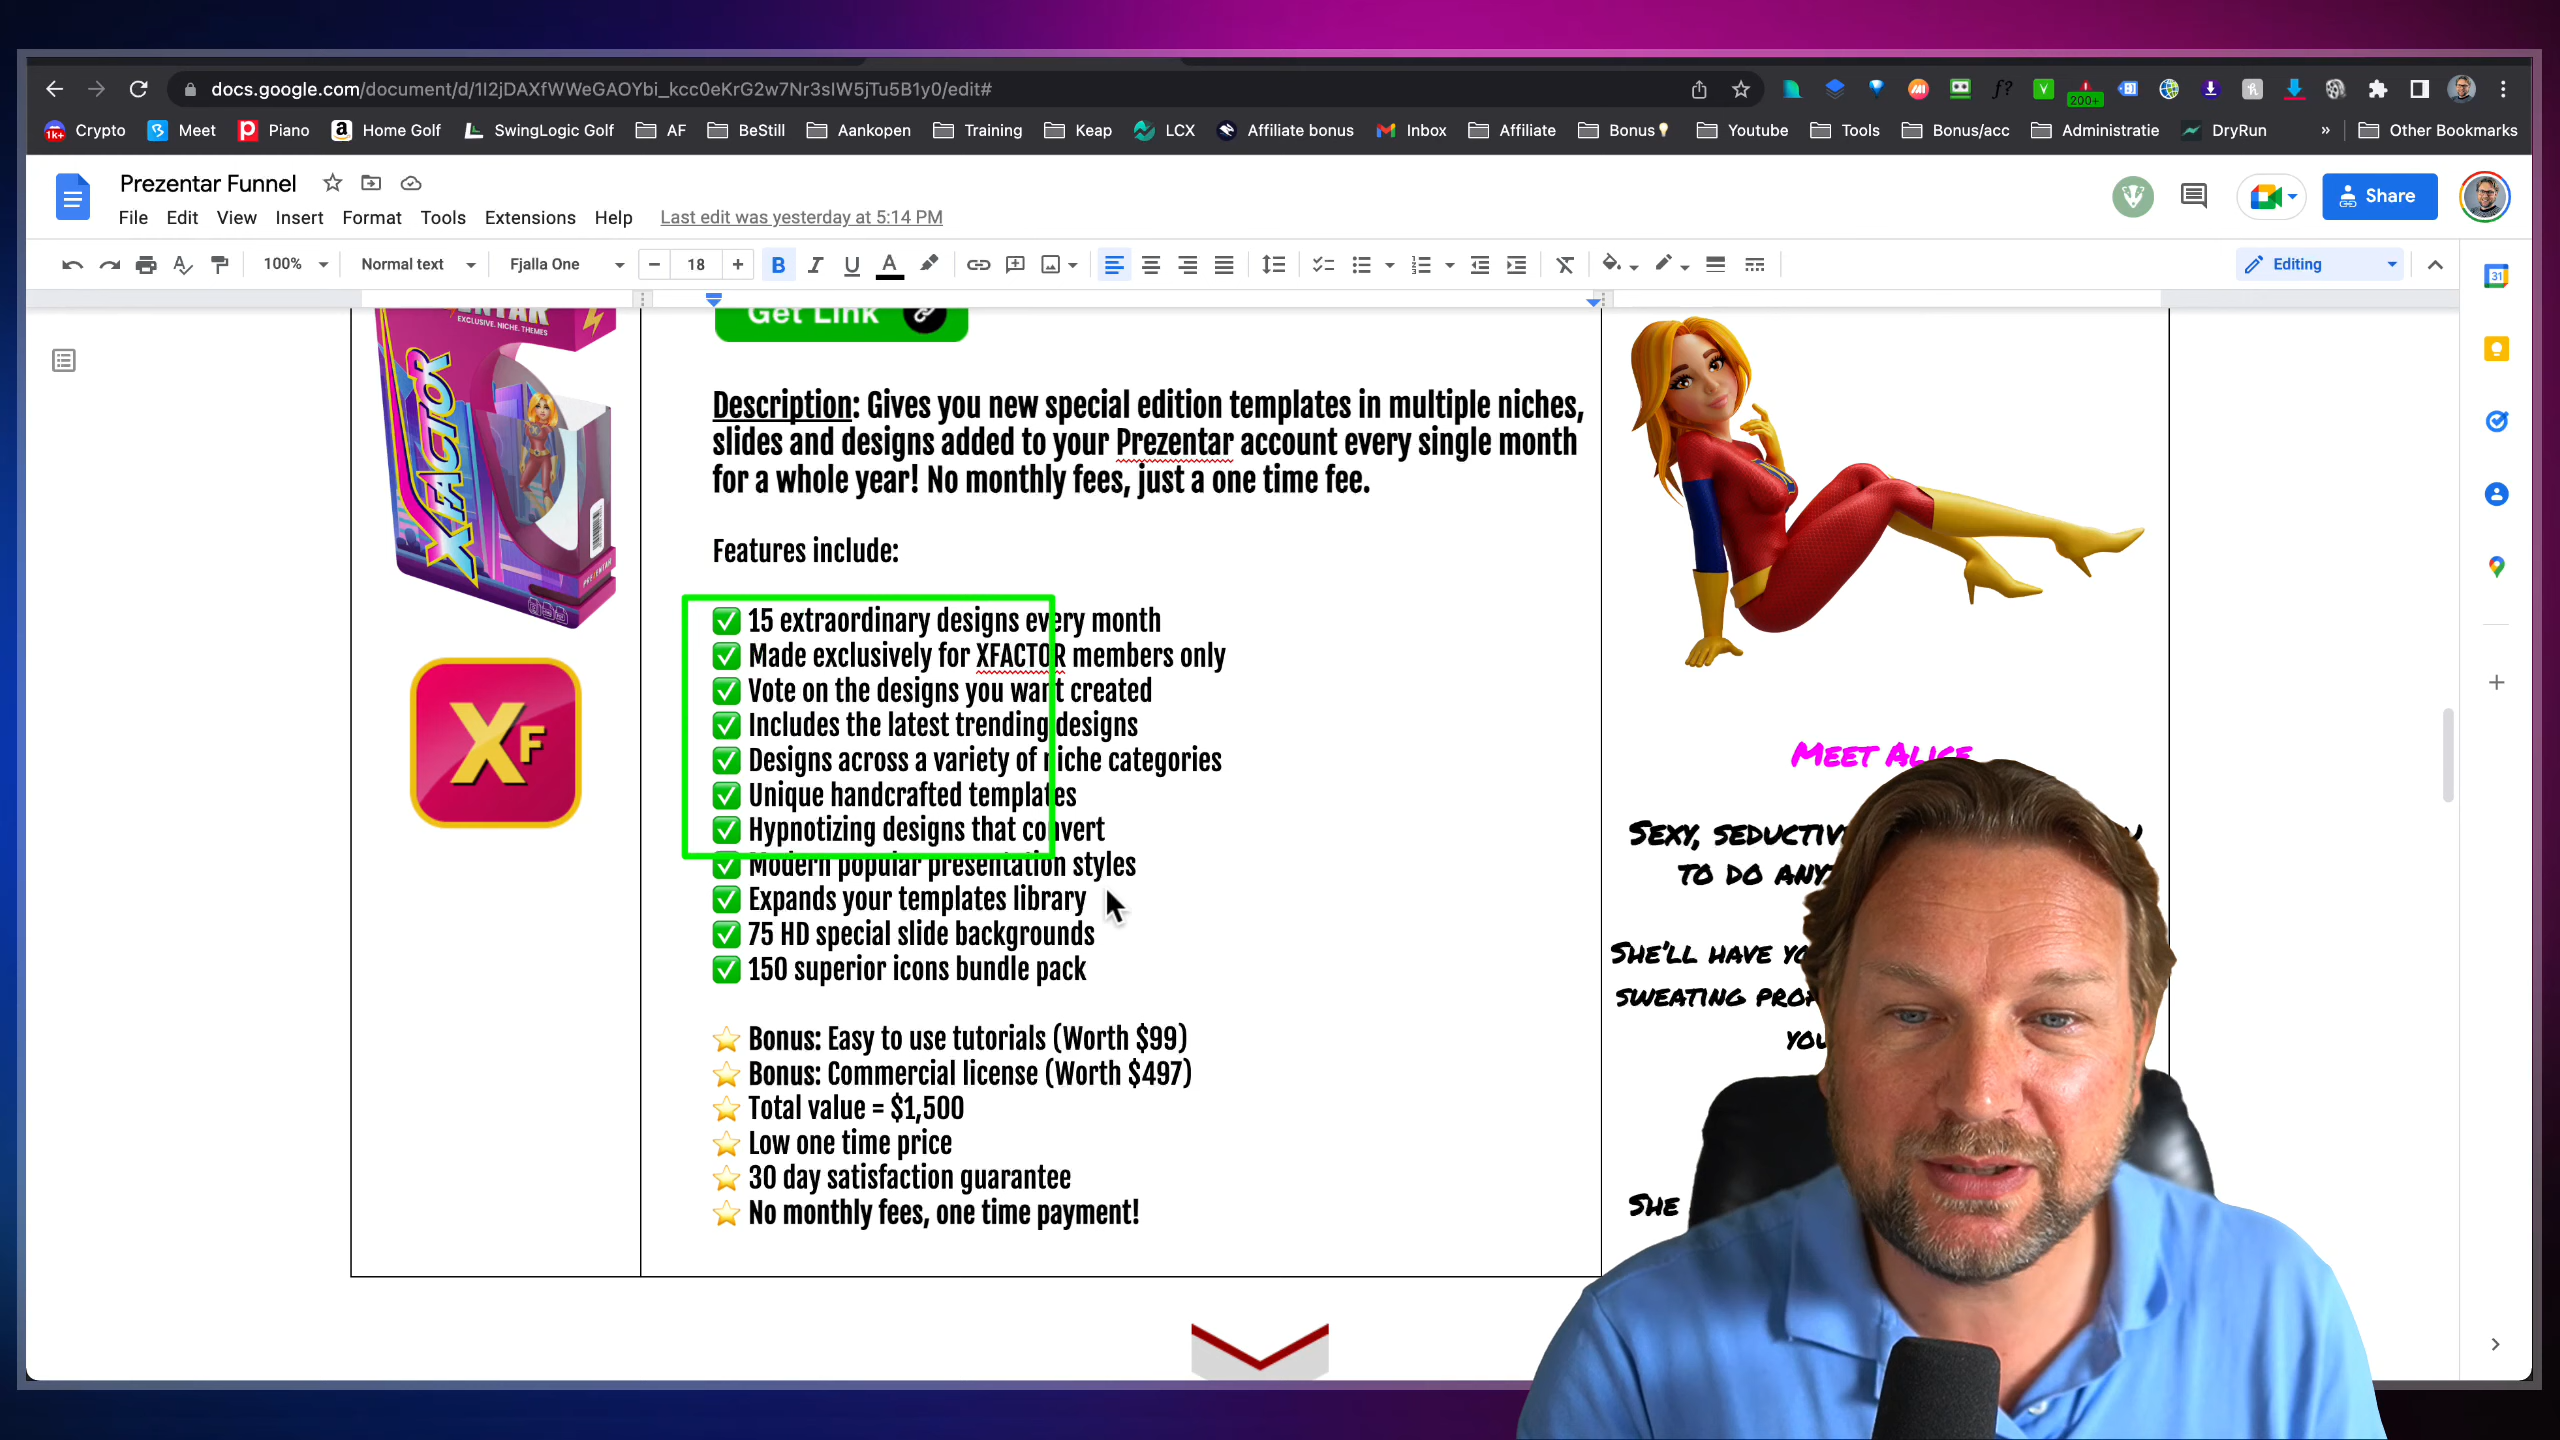 docs.google.com/document/d/1I2jDAXfWWeGAOYbi_kcc0eKrG2w7Nr3sIW5jTu5B1y0/edit#
200+
1k+ Crypto Meet Piano Home Golf SwingLogic Golf AF BeStill Aankopen Training Keap LCX Affiliate bonus Inbox Affiliate Bonus Youtube Tools Bonus/acc Administratie DryRun » Other Bookmarks
Prezentar Funnel
File Edit View Insert Format Tools Extensions Help Last edit was yesterday at 5:14 PM
Share
100% Normal text Fjalla One 18 Editing
31
EXCLUSIVE. NICHE. THEMES
XFACTOR
XF
Get Link
Description: Gives you new special edition templates in multiple niches,
slides and designs added to your Prezentar account every single month
for a whole year! No monthly fees, just a one time fee.
Features include:
✅ 15 extraordinary designs every month
✅ Made exclusively for XFACTOR members only
✅ Vote on the designs you want created
✅ Includes the latest trending designs
✅ Designs across a variety of niche categories
✅ Unique handcrafted templates
✅ Hypnotizing designs that convert
✅ Modern popular presentation styles
✅ Expands your templates library
✅ 75 HD special slide backgrounds
✅ 150 superior icons bundle pack
⭐ Bonus: Easy to use tutorials (Worth $99)
⭐ Bonus: Commercial license (Worth $497)
⭐ Total value = $1,500
⭐ Low one time price
⭐ 30 day satisfaction guarantee
⭐ No monthly fees, one time payment!
Meet Alice
Sexy,
to do
She'll have
sweating
She